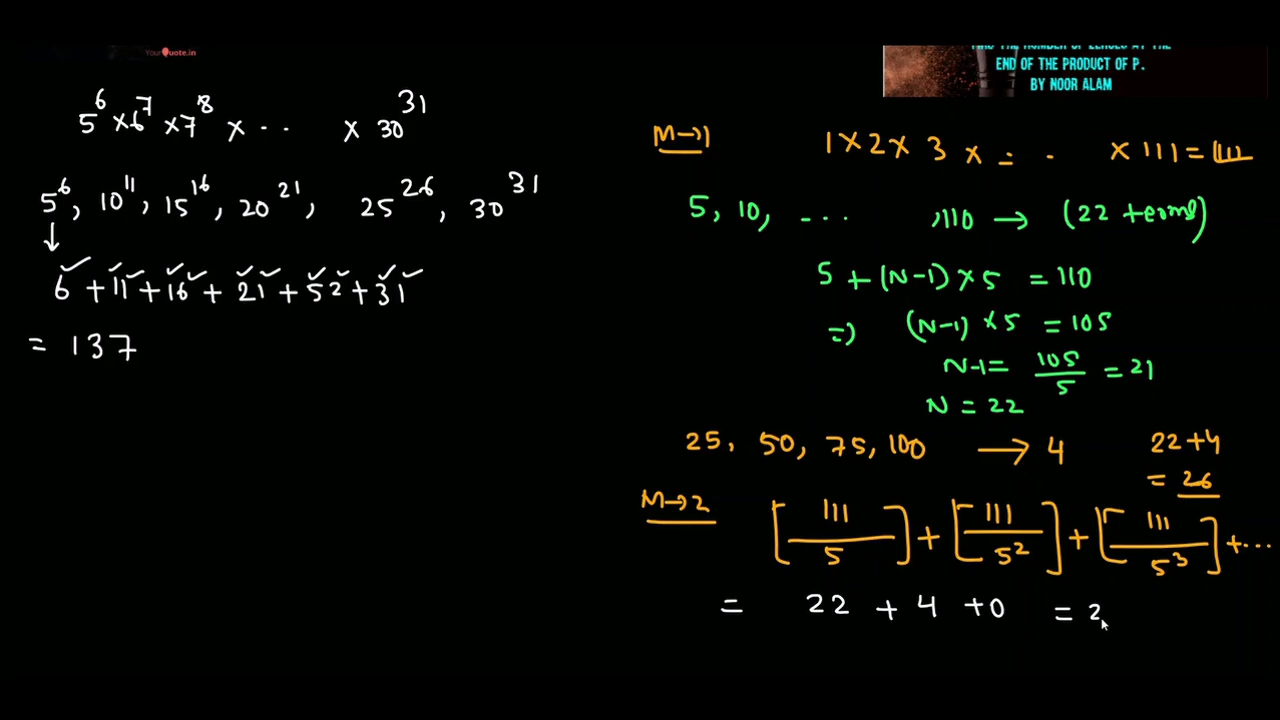 YourQuote.in
5^6 × 6^7 × 7^8 × .. × 30^31
5^6, 10^11, 15^16, 20^21, 25^26, 30^31
↓
6 + 11 + 16 + 21 + 52 + 31
= 137
END OF THE PRODUCT OF P.
BY NOOR ALAM
M→1
1 × 2 × 3 × = . × 111 = 111
5, 10, ... , 110 → (22 terms)
5 + (N-1) × 5 = 110
=) (N-1) × 5 = 105
N-1 = 105/5 = 21
N = 22
25, 50, 75, 100 → 4
22+4
= 26
M→2
[111/5] + [111/5^2] + [111/5^3] + ...
= 22 + 4 + 0 = 2